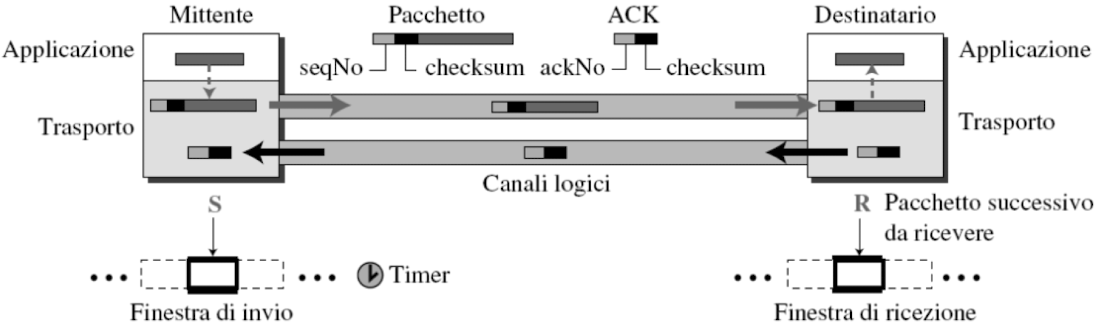 Mittente Pacchetto ACK Destinatario
Applicazione Applicazione
seqNo checksum ackNo checksum
Trasporto Trasporto
Canali logici
S R Pacchetto successivo
da ricevere
Timer
Finestra di invio Finestra di ricezione